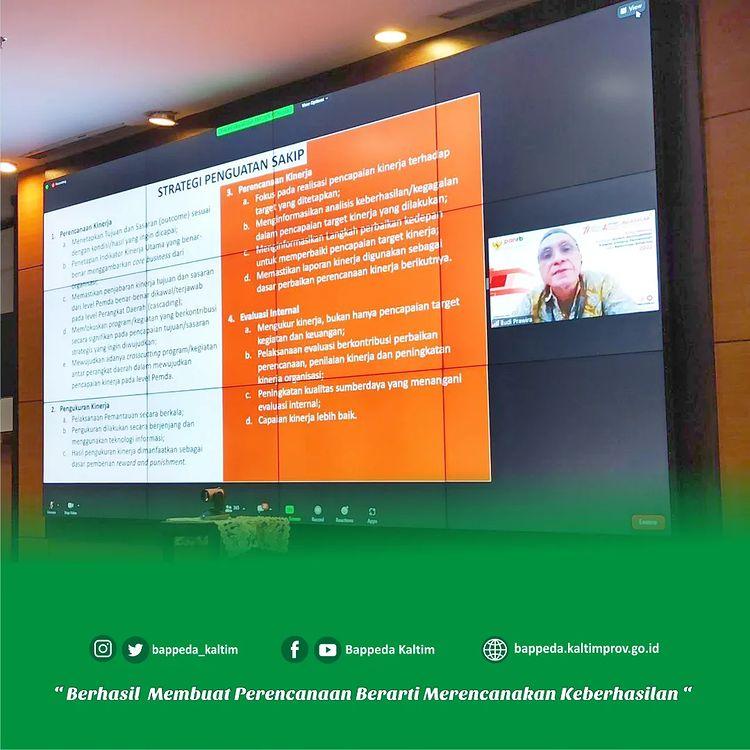 View
View Options
Recording
STRATEGI PENGUATAN SAKIP
1. Perencanaan Kinerja
a. Menetapkan Tujuan dan Sasaran (outcome) sesuai
dengan kondisi/hasil yang ingin dicapai;
b. Penetapan Indikator Kinerja Utama yang benar-
benar menggambarkan core business dari
organisasi;
c. Memastikan penjabaran kinerja tujuan dan sasaran
dari level Pemda benar-benar dikawal/terjawab
pada level Perangkat Daerah (cascading);
d. Memfokuskan program/kegiatan yang berkontribusi
secara signifikan pada pencapaian tujuan/sasaran
strategis yang ingin diwujudkan;
e. Mewujudkan adanya crosscutting program/kegiatan
antar perangkat daerah dalam mewujudkan
pencapaian kinerja pada level Pemda.
2. Pengukuran Kinerja
a. Pelaksanaan Pemantauan secara berkala;
b. Pengukuran dilakukan secara berjenjang dan
menggunakan teknologi informasi;
c. Hasil pengukuran kinerja dimanfaatkan sebagai
dasar pemberian reward and punishment.
3. Perencanaan Kinerja
a. Fokus pada realisasi pencapaian kinerja terhadap
target yang ditetapkan;
b. Menginformasikan analisis keberhasilan/kegagalan
dalam pencapaian target kinerja yang dilakukan;
c. Menginformasikan Langkah perbaikan kedepan
untuk memperbaiki pencapaian target kinerja;
d. Memastikan laporan kinerja digunakan sebagai
dasar perbaikan perencanaan kinerja berikutnya.
4. Evaluasi Internal
a. Mengukur kinerja, bukan hanya pencapaian target
kegiatan dan keuangan;
b. Pelaksanaan evaluasi berkontribusi perbaikan
perencanaan, penilaian kinerja dan peningkatan
kinerja organisasi;
c. Peningkatan kualitas sumberdaya yang menangani
evaluasi internal;
d. Capaian kinerja lebih baik.
panrb
2022
Budi Prawira
Stop Video
Record
Reactions
Apps
Leave
bappeda_kaltim
Bappeda Kaltim
bappeda.kaltimprov.go.id
“ Berhasil Membuat Perencanaan Berarti Merencanakan Keberhasilan “